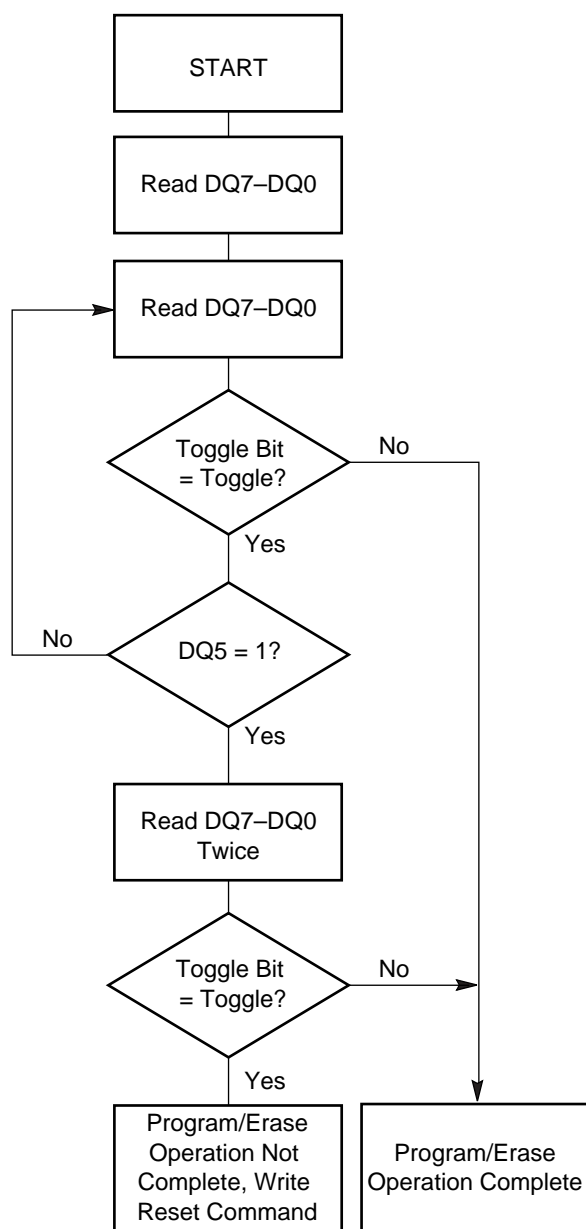 START
Read DQ7–DQ0
Read DQ7–DQ0
Toggle Bit
= Toggle?
No
Yes
No
DQ5 = 1?
Yes
Read DQ7–DQ0
Twice
Toggle Bit
= Toggle?
No
Yes
Program/Erase
Operation Not
Complete, Write
Reset Command
Program/Erase
Operation Complete